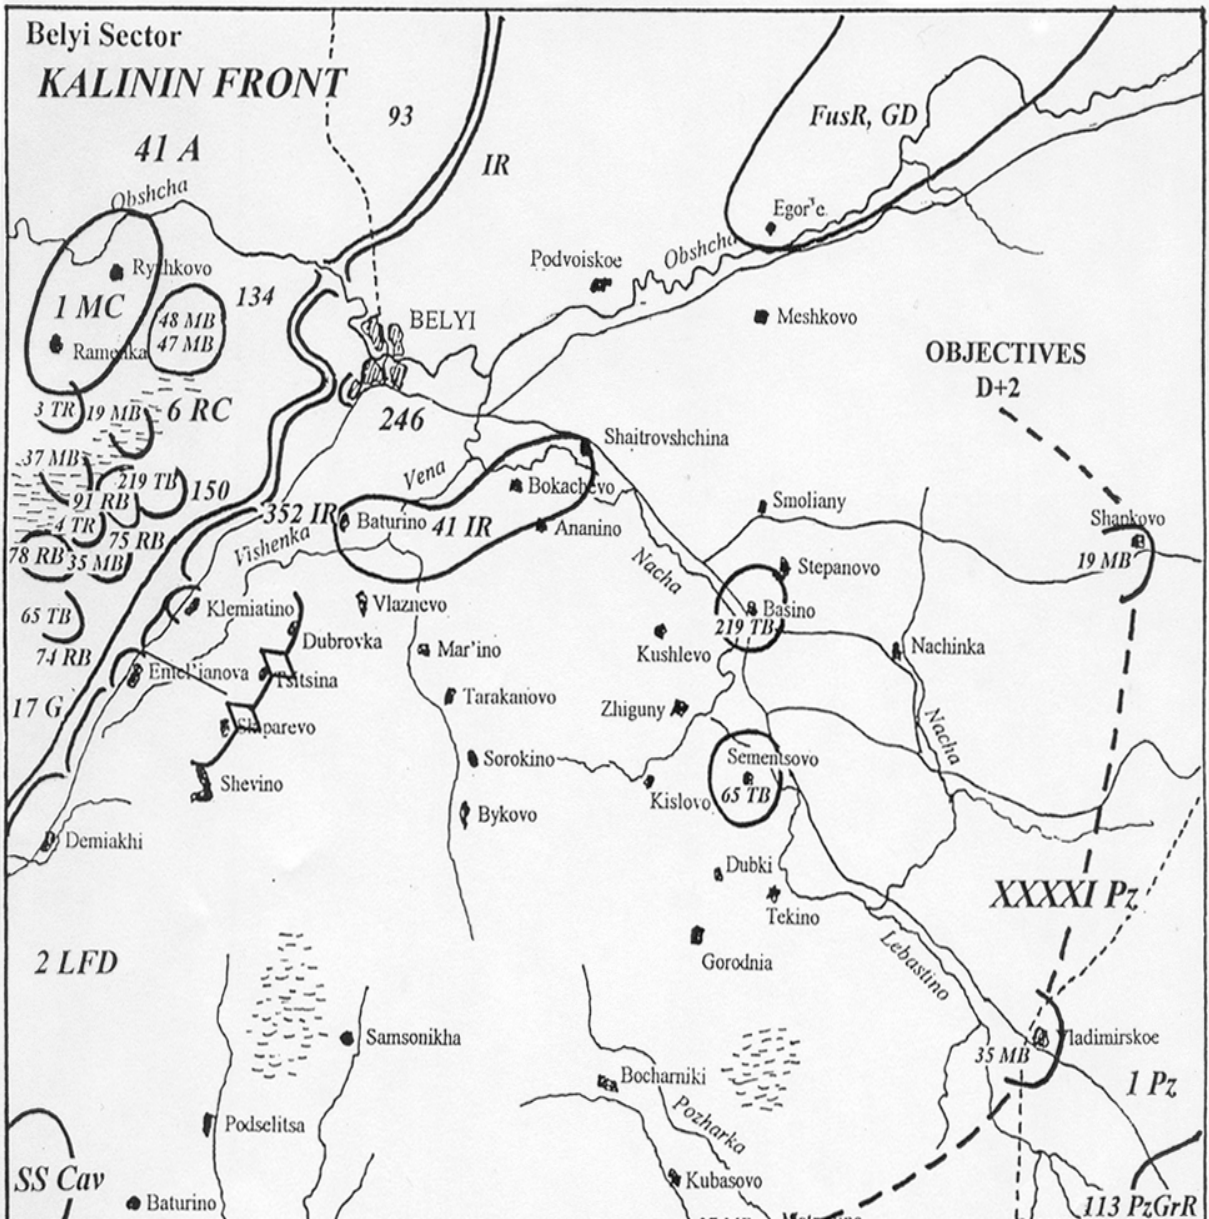 Belyi Sector
KALININ FRONT
93
FusR, GD
41 A
IR
Obshcha
Egor'e
Obshcha
Podvoiskoe
Rythkovo
1 MC
134
48 MB
47 MB
BELYI
Meshkovo
Ramenka
OBJECTIVES
D+2
3 TR
19 MB
6 RC
246
Shaitrovshchina
37 MB
Vena
219 TB
150
Bokachevo
91 RB
Smoliany
352 IR
Baturino
41 IR
Ananino
Shapkovo
4 TR
75 RB
Vishenka
78 RB
35 MB
19 MB
Nacha
Stepanovo
Klemiatino
Vlaznevo
Basino
65 TB
219 TB
Dubrovka
Mar'ino
Kushlevo
Nachinka
74 RB
Emel'janova
Tsitsina
17 G
Tarakanovo
Zhiguny
Shparevo
Nacha
Sorokino
Sementsovo
Shevino
65 TB
Kislovo
Bykovo
Demiakhi
Dubki
XXXXI Pz
Tekino
Gorodnia
2 LFD
Lebastino
Samsonikha
Vladimirskoe
35 MB
Bocharniki
1 Pz
Podselitsa
Pozharka
SS Cav
Kubasovo
Baturino
113 PzGrR